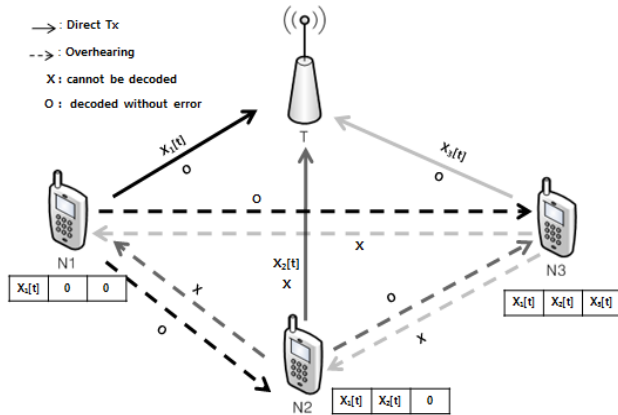 : Direct Tx
: Overhearing
X : cannot be decoded
O : decoded without error
T
X₁[t]
O
X₃[t]
O
O
X
N1
N3
X₂[t]
X
X₁[t] 0 0
X₁[t] X₂[t] X₃[t]
X
O
O
X
N2
X₁[t] X₂[t] 0